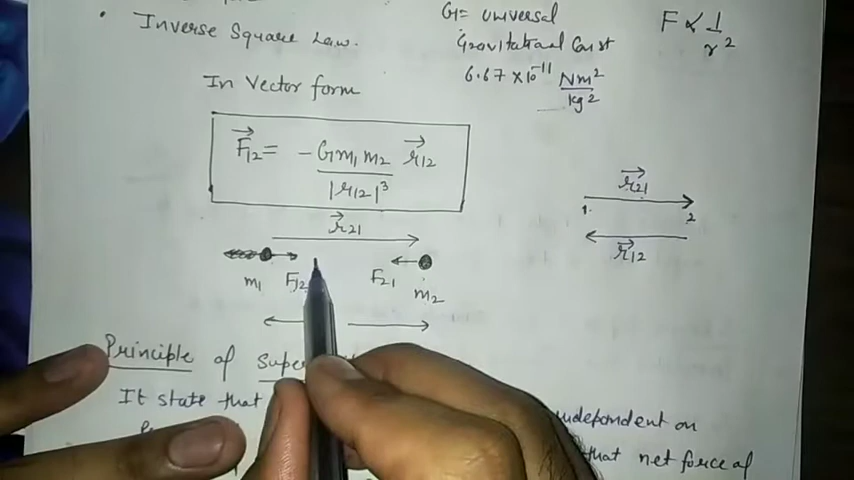 • Inverse Square Law.
G = Universal
Gravitational Const
6.67 × 10⁻¹¹ Nm²/kg²
F ∝ 1/r²
In Vector form
F⃗₁₂ = - Gm₁m₂/|r₁₂|³ r⃗₁₂
r⃗₂₁
m₁ F₁₂ F₂₁ m₂
r⃗₂₁
1. 2
r⃗₁₂
Principle of
It state that independent on
that net force of